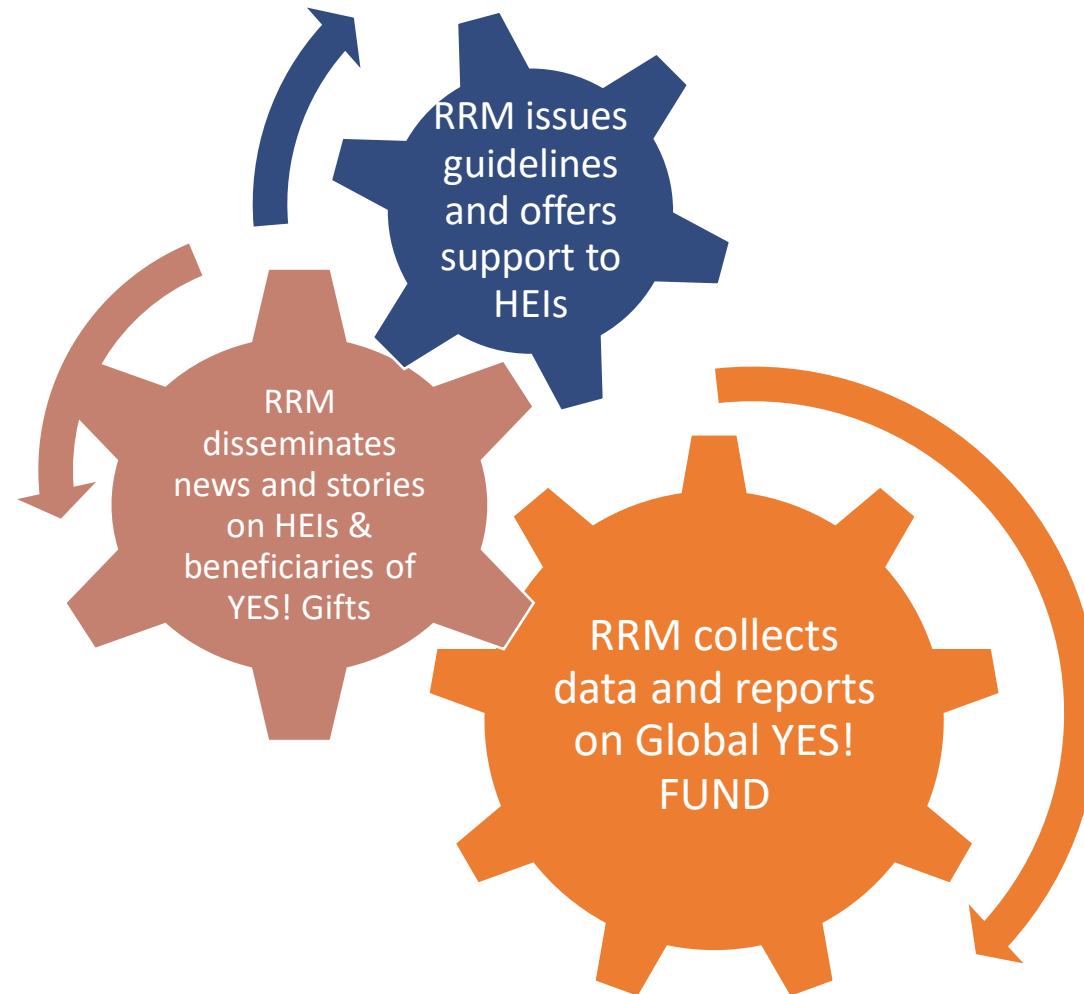 RRM issues
guidelines
and offers
support to
HEIs
RRM
disseminates
news and stories
on HEIs &
beneficiaries of
YES! Gifts
RRM collects
data and reports
on Global YES!
FUND